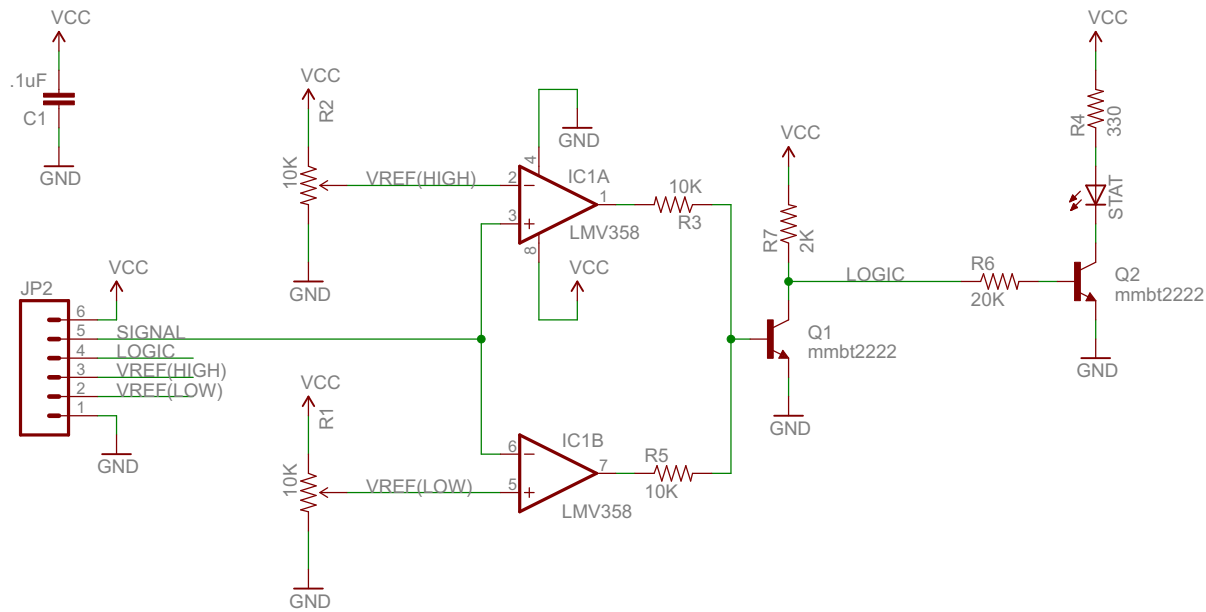 VCC
.1uF
C1
GND
VCC
R2
10K
GND
VREF(HIGH)
GND
4
2
3
8
1
IC1A
LMV358
VCC
10K
R3
JP2
VCC
6
5
4
3
2
1
SIGNAL
LOGIC
VREF(HIGH)
VREF(LOW)
GND
VCC
R1
10K
GND
VREF(LOW)
6
5
7
IC1B
LMV358
R5
10K
VCC
R7
2K
Q1
mmbt2222
GND
LOGIC
R6
20K
VCC
R4
330
STAT
Q2
mmbt2222
GND